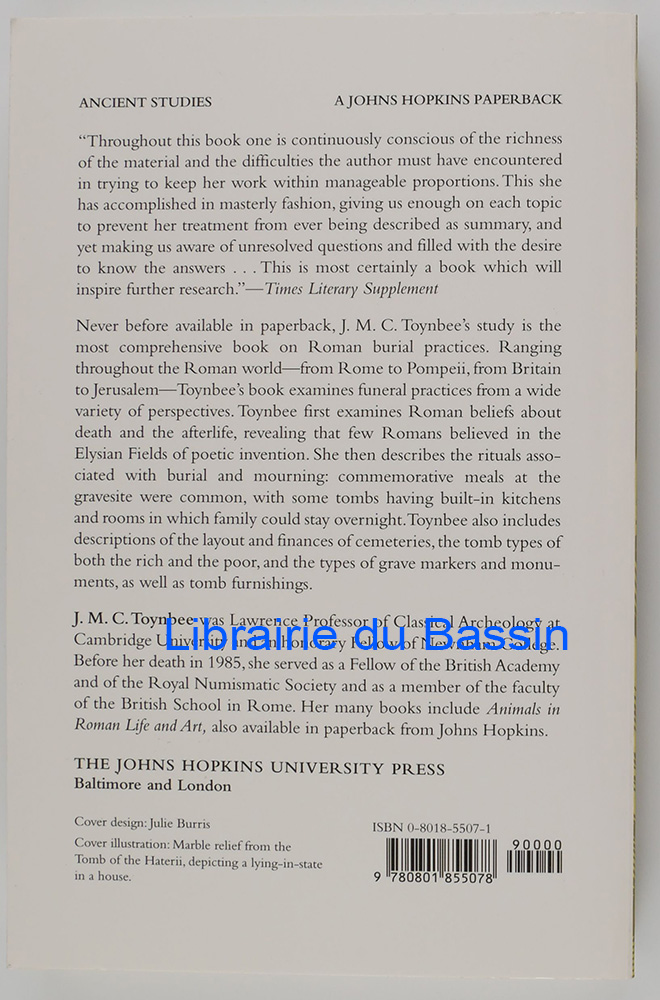 ANCIENT STUDIES
A JOHNS HOPKINS PAPERBACK
“Throughout this book one is continuously conscious of the richness
of the material and the difficulties the author must have encountered
in trying to keep her work within manageable proportions. This she
has accomplished in masterly fashion, giving us enough on each topic
to prevent her treatment from ever being described as summary, and
yet making us aware of unresolved questions and filled with the desire
to know the answers . . . This is most certainly a book which will
inspire further research.”—Times Literary Supplement
Never before available in paperback, J. M. C. Toynbee’s study is the
most comprehensive book on Roman burial practices. Ranging
throughout the Roman world—from Rome to Pompeii, from Britain
to Jerusalem—Toynbee’s book examines funeral practices from a wide
variety of perspectives. Toynbee first examines Roman beliefs about
death and the afterlife, revealing that few Romans believed in the
Elysian Fields of poetic invention. She then describes the rituals asso-
ciated with burial and mourning: commemorative meals at the
gravesite were common, with some tombs having built-in kitchens
and rooms in which family could stay overnight. Toynbee also includes
descriptions of the layout and finances of cemeteries, the tomb types of
both the rich and the poor, and the types of grave markers and monu-
ments, as well as tomb furnishings.
J. M. C. Toynbee was Lawrence Professor of Classical Archeology at
Librairie du Bassin
Cambridge University and an honorary Fellow of Newnham College.
Before her death in 1985, she served as a Fellow of the British Academy
and of the Royal Numismatic Society and as a member of the faculty
of the British School in Rome. Her many books include Animals in
Roman Life and Art, also available in paperback from Johns Hopkins.
THE JOHNS HOPKINS UNIVERSITY PRESS
Baltimore and London
Cover design: Julie Burris
Cover illustration: Marble relief from the
Tomb of the Haterii, depicting a lying-in-state
in a house.
ISBN 0-8018-5507-1
90000
9 780801 855078